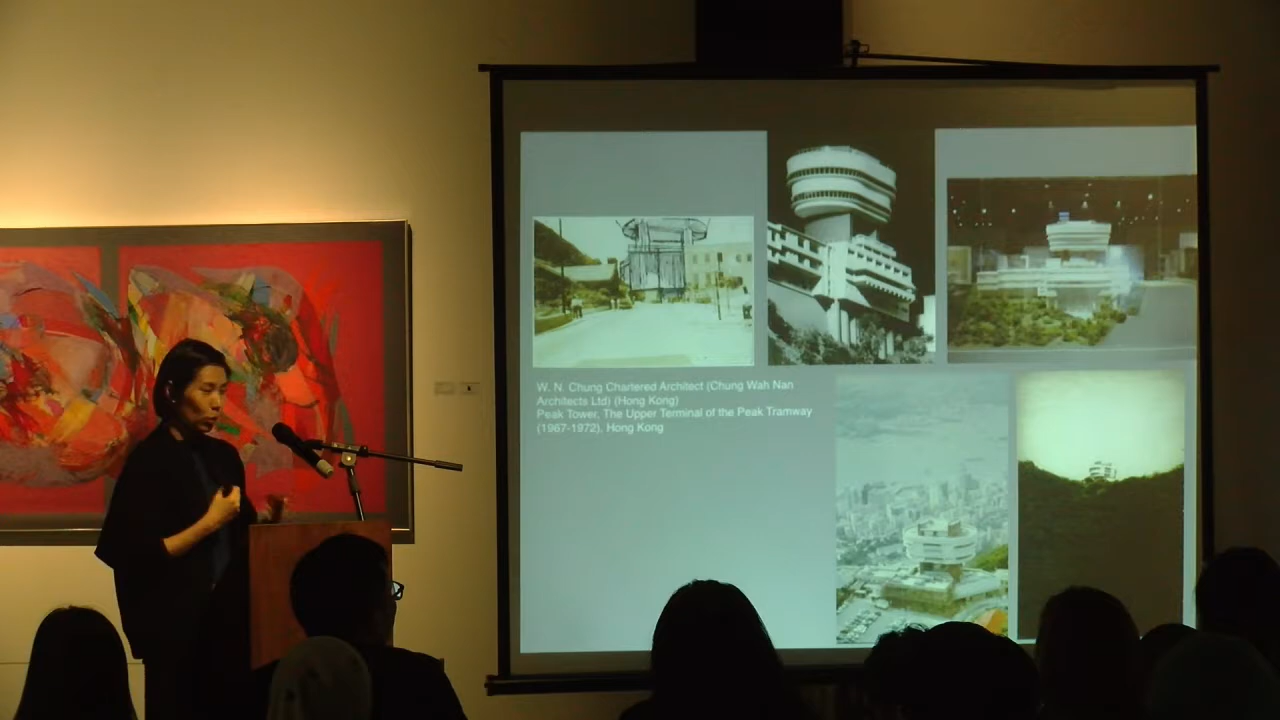 W. N. Chung Chartered Architect (Chung Wah Nan
Architects Ltd) (Hong Kong)
Peak Tower, The Upper Terminal of the Peak Tramway
(1967-1972), Hong Kong